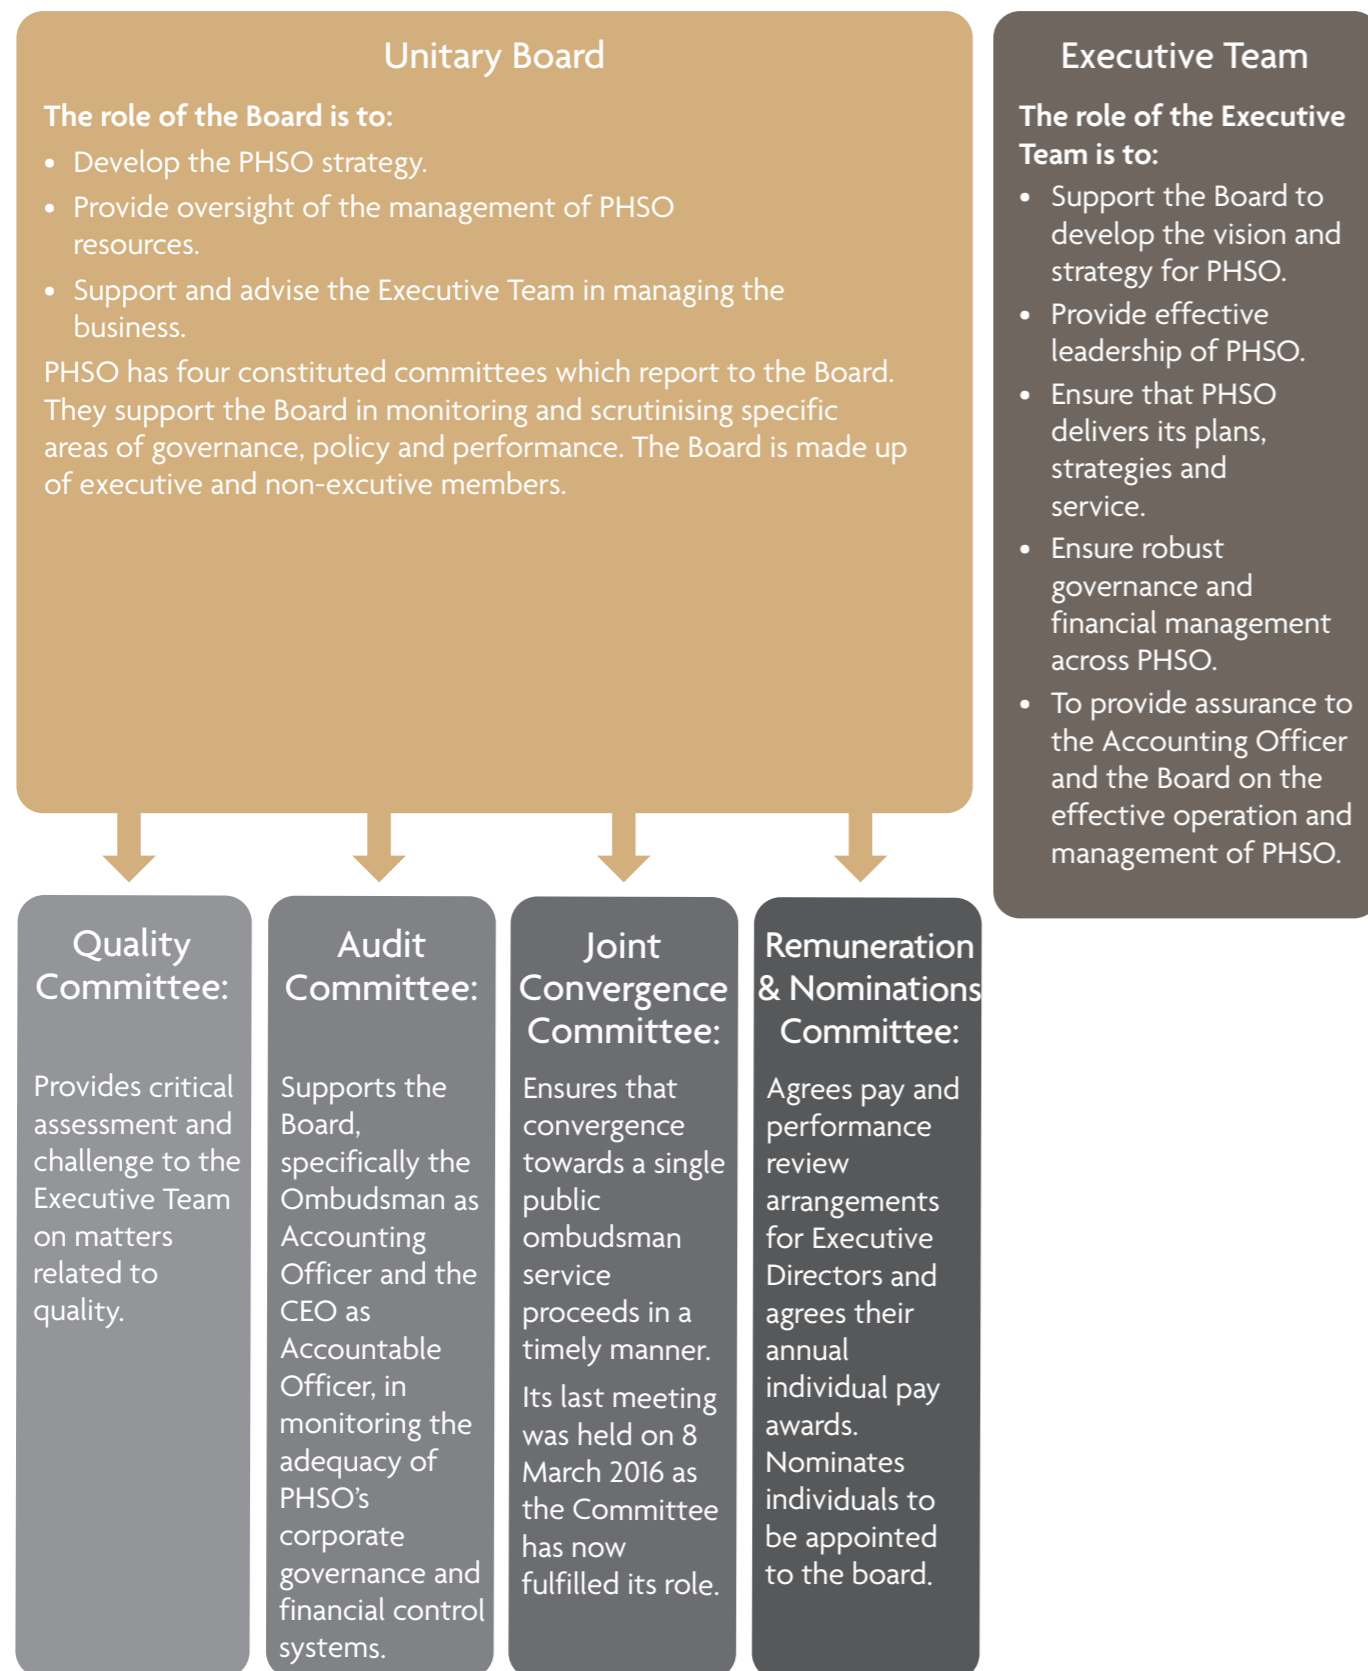 Unitary Board
The role of the Board is to:
• Develop the PHSO strategy.
• Provide oversight of the management of PHSO
resources.
• Support and advise the Executive Team in managing the
business.
PHSO has four constituted committees which report to the Board.
They support the Board in monitoring and scrutinising specific
areas of governance, policy and performance. The Board is made up
of executive and non-excutive members.
Executive Team
The role of the Executive
Team is to:
• Support the Board to
develop the vision and
strategy for PHSO.
• Provide effective
leadership of PHSO.
• Ensure that PHSO
delivers its plans,
strategies and
service.
• Ensure robust
governance and
financial management
across PHSO.
• To provide assurance to
the Accounting Officer
and the Board on the
effective operation and
management of PHSO.
Quality
Committee:
Provides critical
assessment and
challenge to the
Executive Team
on matters
related to
quality.
Audit
Committee:
Supports the
Board,
specifically the
Ombudsman as
Accounting
Officer and the
CEO as
Accountable
Officer, in
monitoring the
adequacy of
PHSO’s
corporate
governance and
financial control
systems.
Joint
Convergence
Committee:
Ensures that
convergence
towards a single
public
ombudsman
service
proceeds in a
timely manner.
Its last meeting
was held on 8
March 2016 as
the Committee
has now
fulfilled its role.
Remuneration
& Nominations
Committee:
Agrees pay and
performance
review
arrangements
for Executive
Directors and
agrees their
annual
individual pay
awards.
Nominates
individuals to
be appointed
to the board.